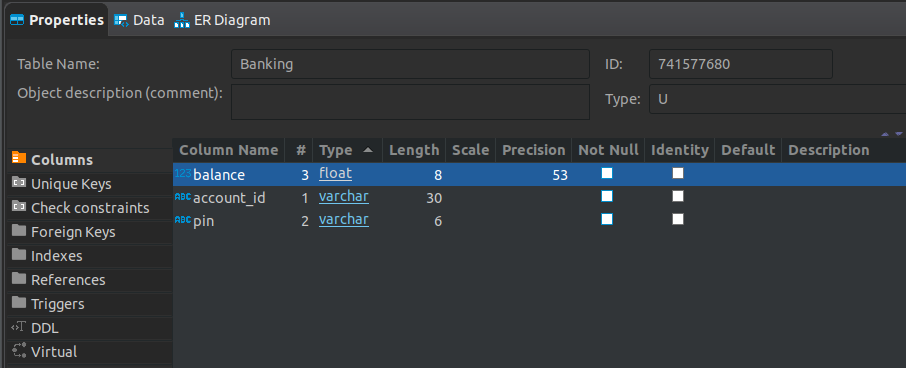 Properties Data ER Diagram
Table Name: Banking ID: 741577680
Object description (comment): Type: U
Columns
Unique Keys
Check constraints
Foreign Keys
Indexes
References
Triggers
DDL
Virtual
Column Name # Type Length Scale Precision Not Null Identity Default Description
123 balance 3 float 8 53
ABC account_id 1 varchar 30
ABC pin 2 varchar 6